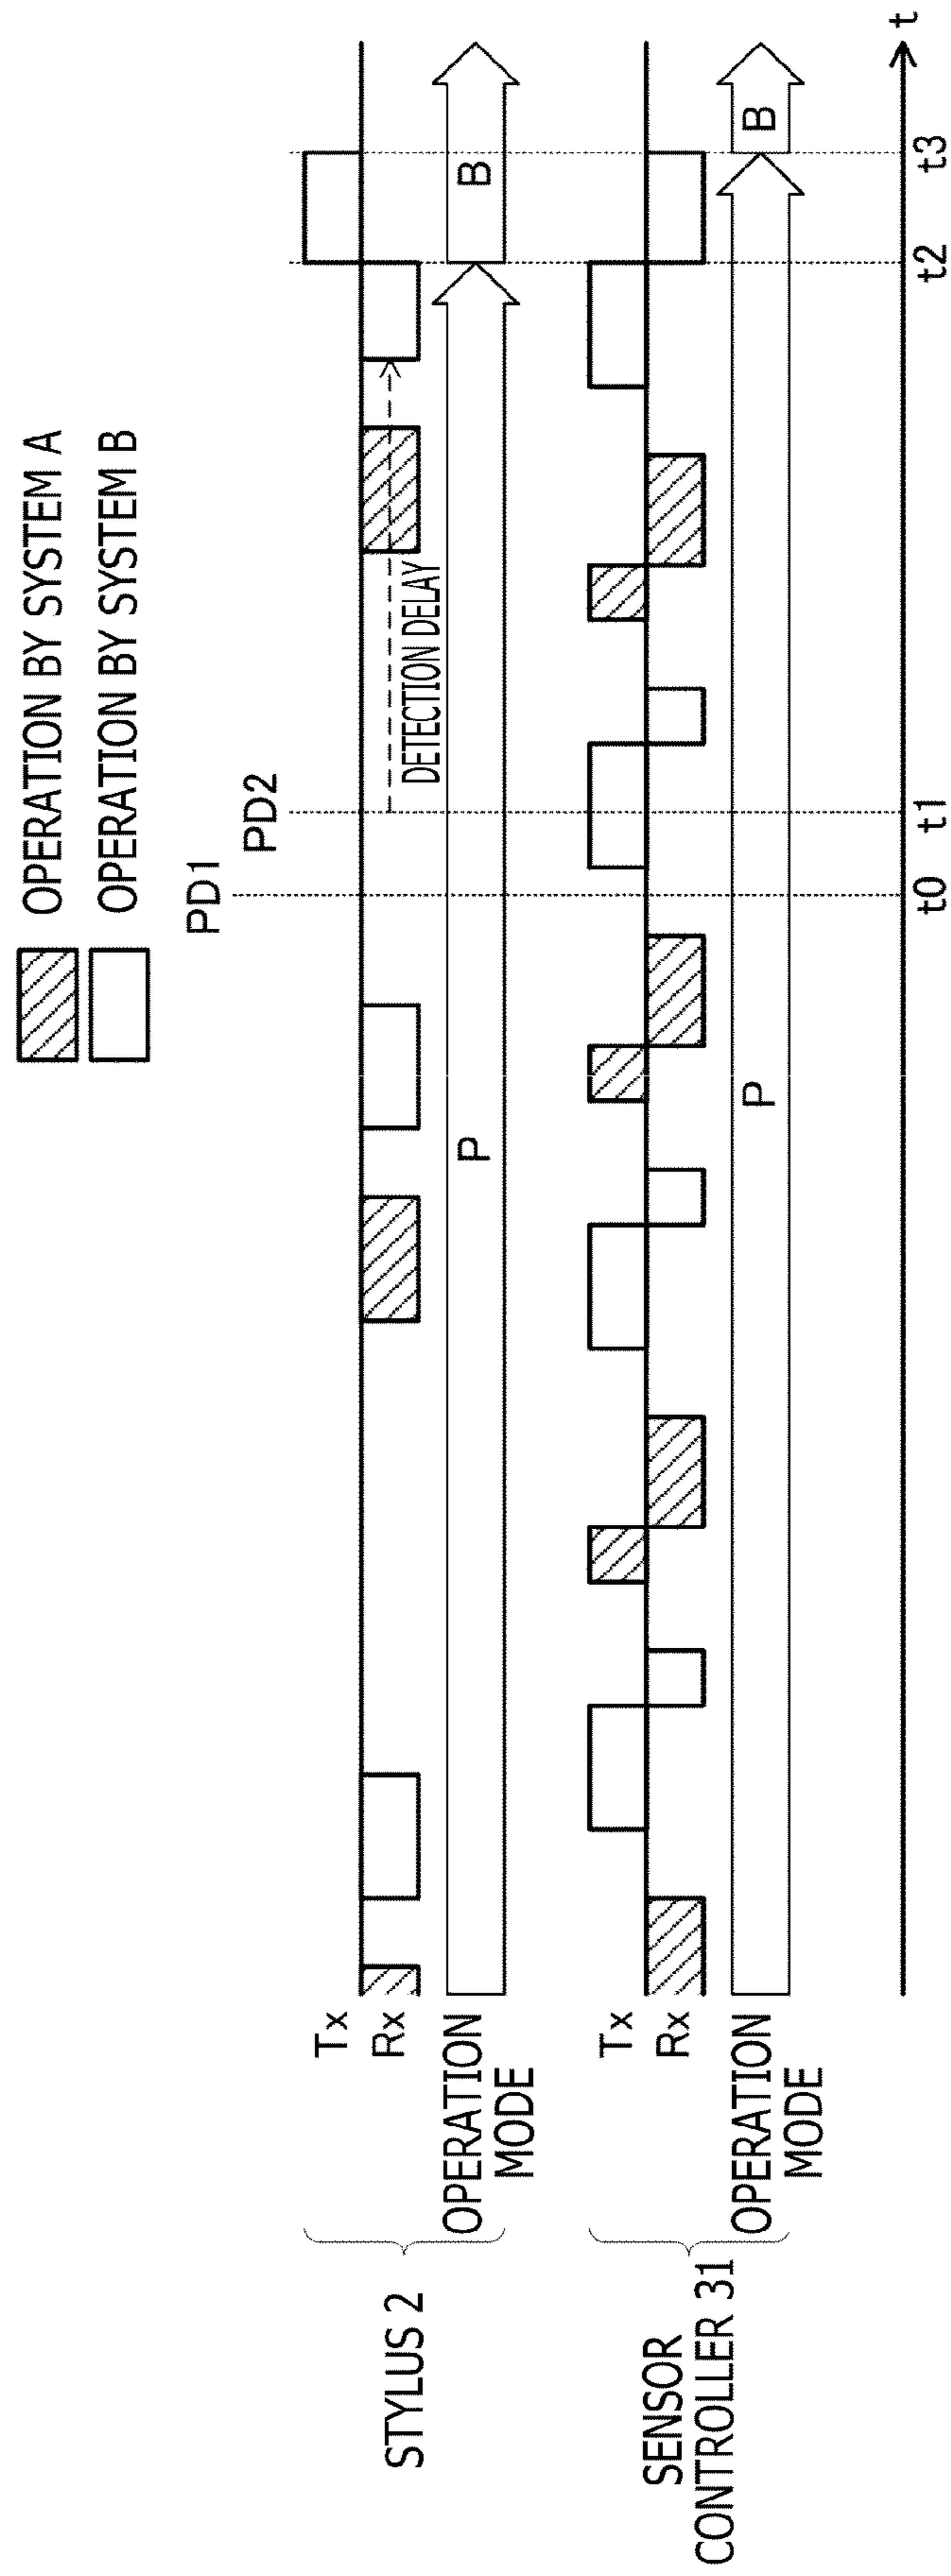 OPERATION BY SYSTEM A
OPERATION BY SYSTEM B
PD1
PD2
STYLUS 2
Tx
Rx
DETECTION DELAY
OPERATION
MODE
P
B
SENSOR
CONTROLLER 31
Tx
Rx
OPERATION
MODE
P
B
t0
t1
t2
t3
t